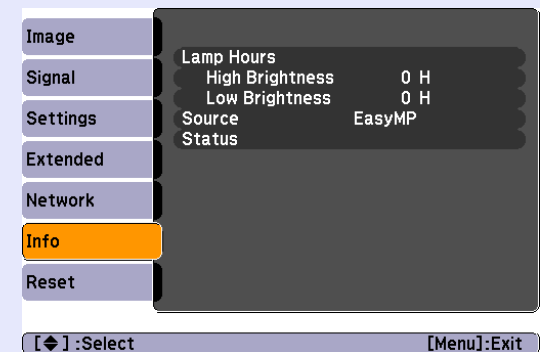 Image
Signal
Settings
Extended
Network
Info
Reset
Lamp Hours
High Brightness 0 H
Low Brightness 0 H
Source EasyMP
Status
[◆] :Select [Menu]:Exit